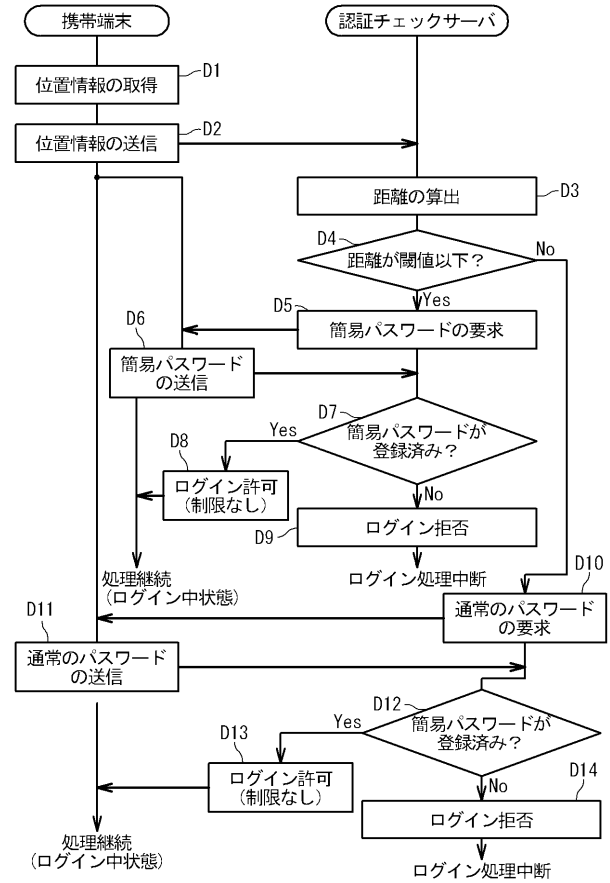 携帯端末
認証チェックサーバ
位置情報の取得
D1
位置情報の送信
D2
距離の算出
D3
D4
距離が閾値以下？
No
Yes
D5
簡易パスワードの要求
D6
簡易パスワード
の送信
D7
簡易パスワードが
登録済み？
Yes
No
D8
ログイン許可
(制限なし)
D9
ログイン拒否
処理継続
(ログイン中状態)
ログイン処理中断
D10
通常のパスワード
の要求
D11
通常のパスワード
の送信
D12
簡易パスワードが
登録済み？
Yes
No
D13
ログイン許可
(制限なし)
D14
ログイン拒否
処理継続
(ログイン中状態)
ログイン処理中断